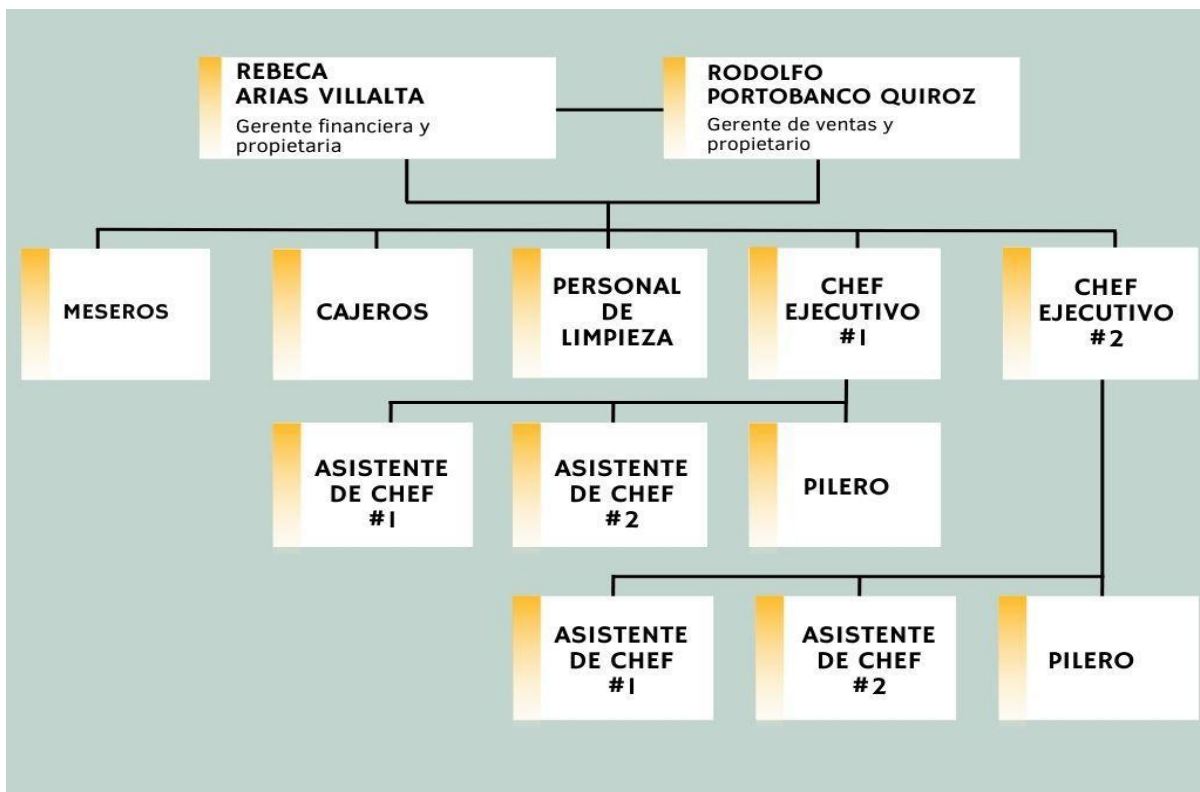 REBECA
ARIAS VILLALTA
Gerente financiera y
propietaria
RODOLFO
PORTOBANCO QUIROZ
Gerente de ventas y
propietario
MESEROS
CAJEROS
PERSONAL
DE
LIMPIEZA
CHEF
EJECUTIVO
#1
CHEF
EJECUTIVO
#2
ASISTENTE
DE CHEF
#1
ASISTENTE
DE CHEF
#2
PILERO
ASISTENTE
DE CHEF
#1
ASISTENTE
DE CHEF
#2
PILERO